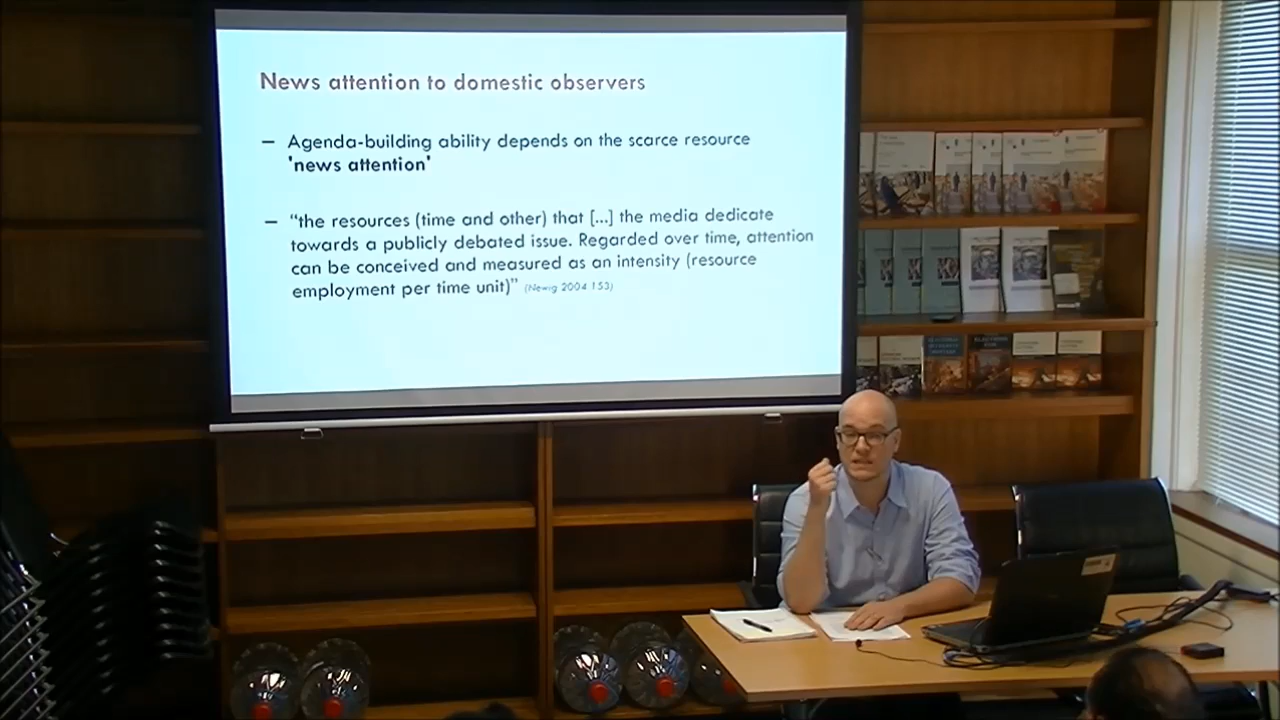 News attention to domestic observers
– Agenda-building ability depends on the scarce resource
'news attention'
– "the resources (time and other) that [...] the media dedicate
towards a publicly debated issue. Regarded over time, attention
can be conceived and measured as an intensity (resource
employment per time unit)" (Newig 2004 153)